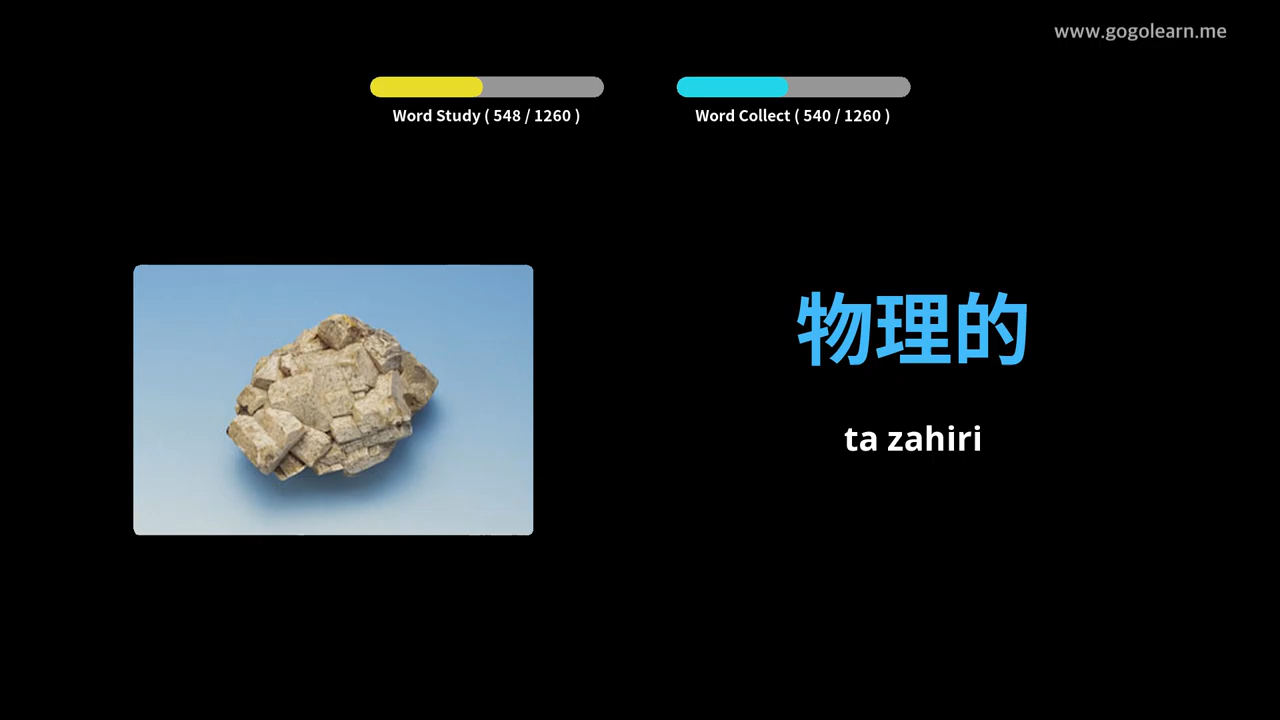 www.gogolearn.me
Word Study ( 548 / 1260 )
Word Collect ( 540 / 1260 )
物理的
ta zahiri